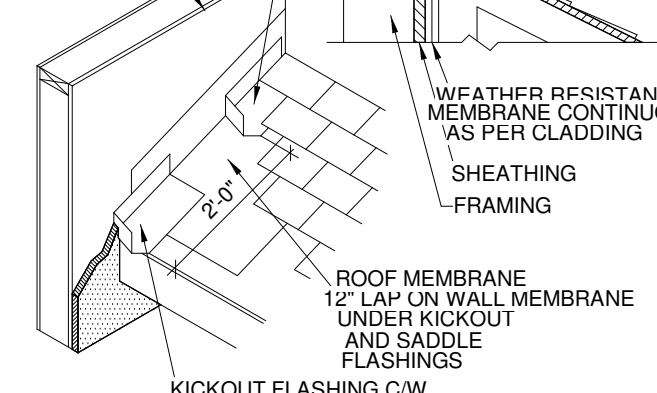 WEATHER RESISTAN
MEMBRANE CONTINUO
AS PER CLADDING
SHEATHING
FRAMING
2'-0"
ROOF MEMBRANE
12" LAP ON WALL MEMBRANE
UNDER KICKOUT
AND SADDLE
FLASHINGS
KICKOUT FLASHING C/W